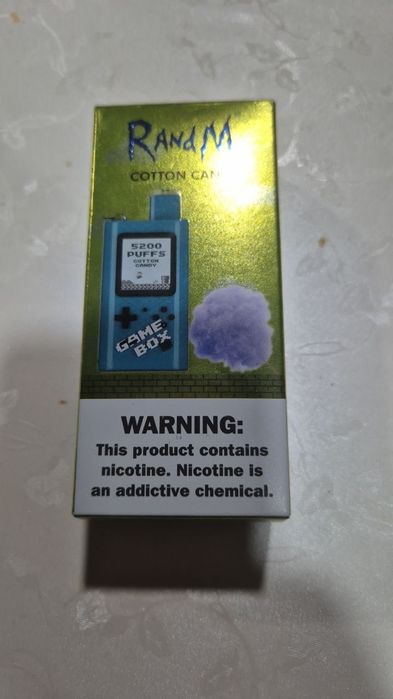 RANDM
COTTON CAN
5200
PUFFS
COTTON
CANDY
GAME
BOX
WARNING:
This product contains
nicotine. Nicotine is
an addictive chemical.